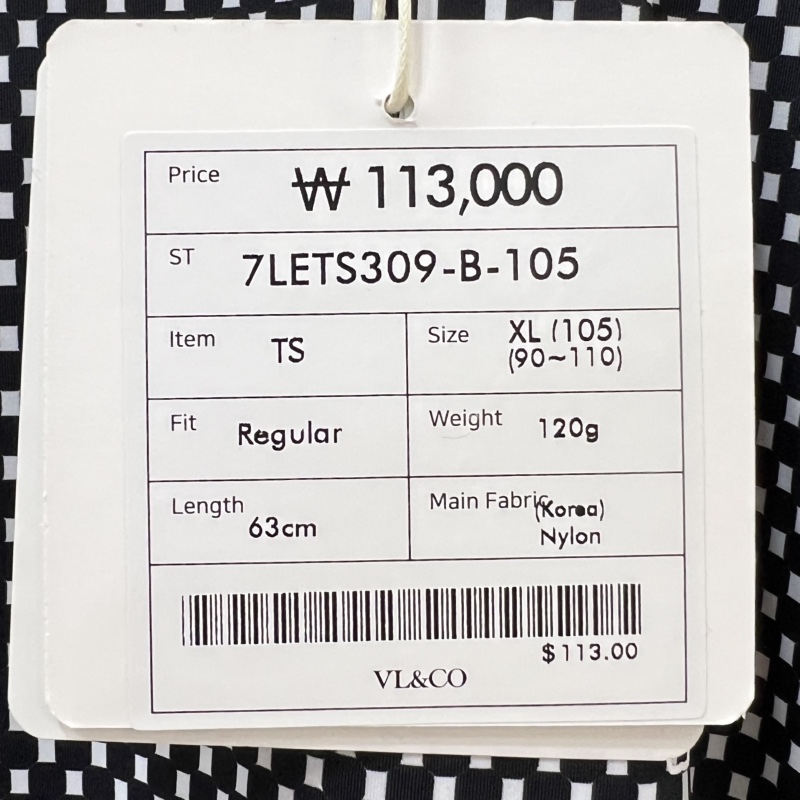 Price ₩ 113,000
ST 7LETS309-B-105
Item TS
Size XL (105)
(90~110)
Fit Regular
Weight 120g
Length 63cm
Main Fabric (Korea)
Nylon
$113.00
VL&CO